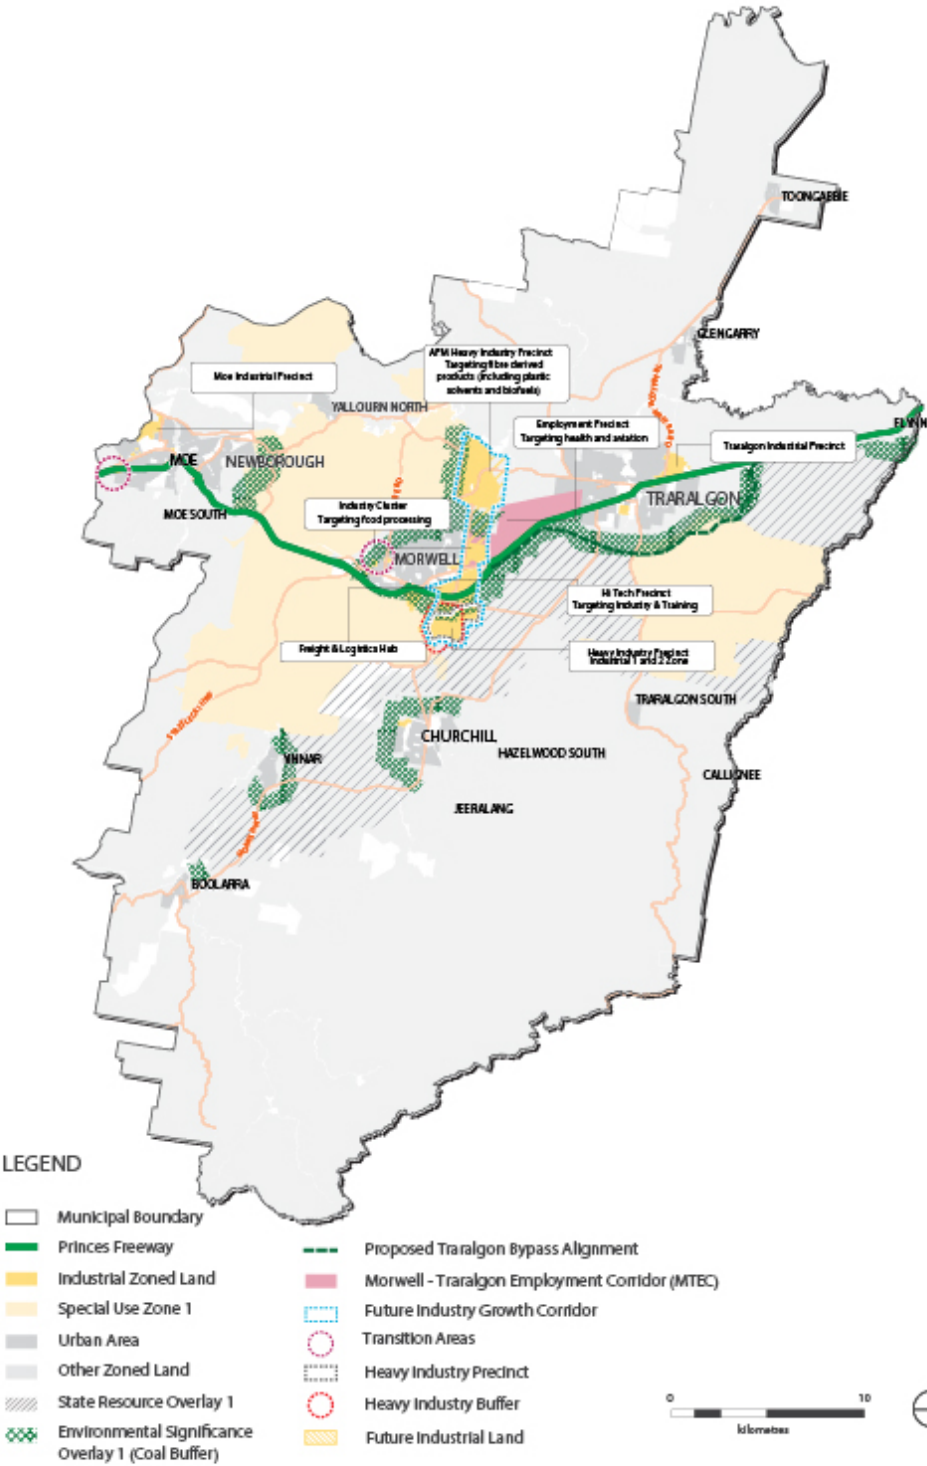 TOONGABBIE
GLENGARRY
APM Heavy Industry Precinct
Targeting fibre derived
products (including plastic
solvents and biofuels)
Moe Industrial Precinct
YALLOURN NORTH
Employment Precinct
Targeting health and aviation
FLYNN
Traralgon Industrial Precinct
MOE
NEWBOROUGH
TRARALGON
MOE SOUTH
Industry Cluster
Targeting food processing
MORWELL
Hi Tech Precinct
Targeting Industry & Training
Freight & Logistics Hub
Heavy Industry Precinct
Industrial 1 and 2 Zone
TRARALGON SOUTH
CHURCHILL
HAZELWOOD SOUTH
YINNAR
CALLIGNEE
JEERALANG
BOOLARRA
LEGEND
Municipal Boundary
Princes Freeway
Industrial Zoned Land
Special Use Zone 1
Urban Area
Other Zoned Land
State Resource Overlay 1
Environmental Significance
Overlay 1 (Coal Buffer)
Proposed Traralgon Bypass Alignment
Morwell - Traralgon Employment Corridor (MTEC)
Future Industry Growth Corridor
Transition Areas
Heavy Industry Precinct
Heavy Industry Buffer
Future Industrial Land
0 10
kilometres